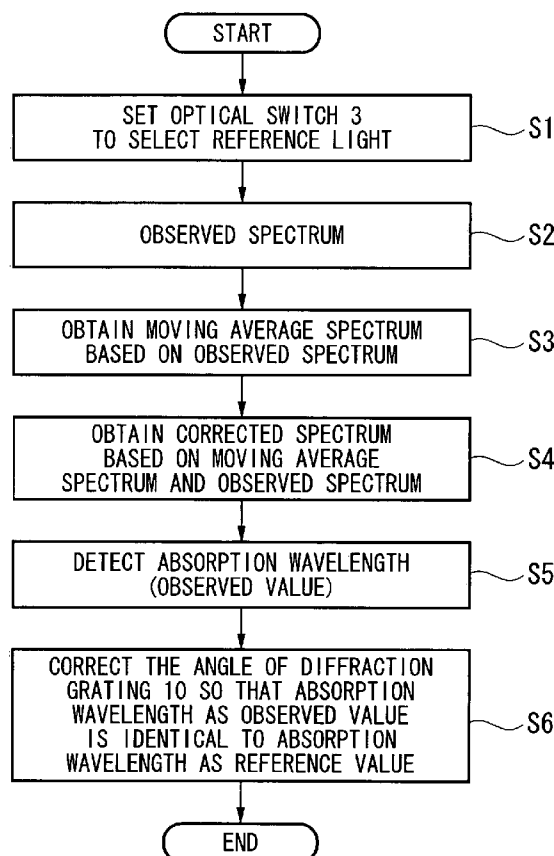 START
SET OPTICAL SWITCH 3
TO SELECT REFERENCE LIGHT
S1
OBSERVED SPECTRUM
S2
OBTAIN MOVING AVERAGE SPECTRUM
BASED ON OBSERVED SPECTRUM
S3
OBTAIN CORRECTED SPECTRUM
BASED ON MOVING AVERAGE
SPECTRUM AND OBSERVED SPECTRUM
S4
DETECT ABSORPTION WAVELENGTH
(OBSERVED VALUE)
S5
CORRECT THE ANGLE OF DIFFRACTION
GRATING 10 SO THAT ABSORPTION
WAVELENGTH AS OBSERVED VALUE
IS IDENTICAL TO ABSORPTION
WAVELENGTH AS REFERENCE VALUE
S6
END